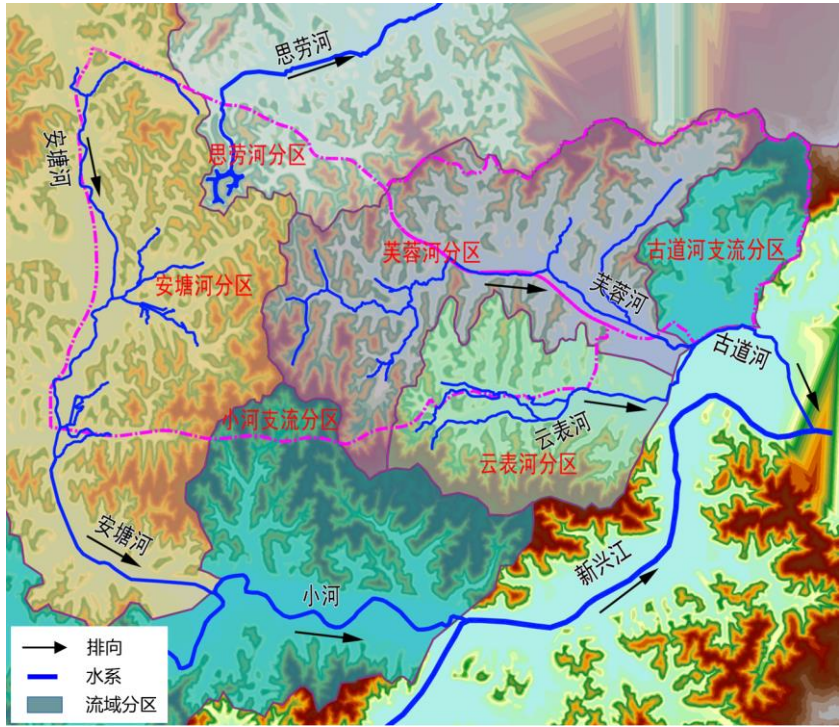 思劳河
安塘河
思劳河分区
芙蓉河分区
古道河支流分区
安塘河分区
芙蓉河
古道河
小河支流分区
云表河
云表河分区
安塘河
小河
新兴江
排向
水系
流域分区